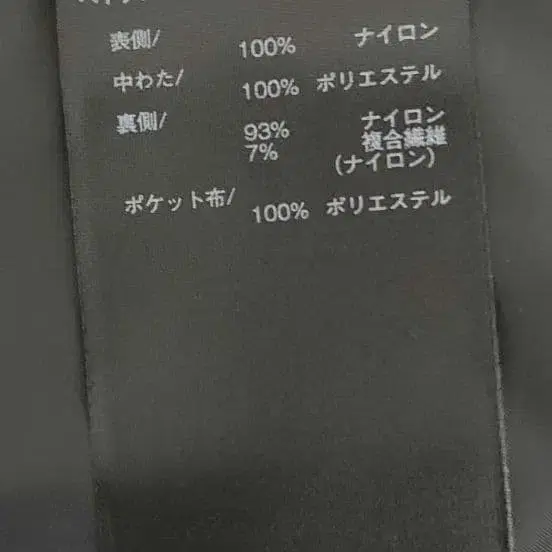 表側/ 100% ナイロン
中わた/ 100% ポリエステル
裏側/ 93% ナイロン
7% 複合繊維
(ナイロン)
ポケット布/ 100% ポリエステル